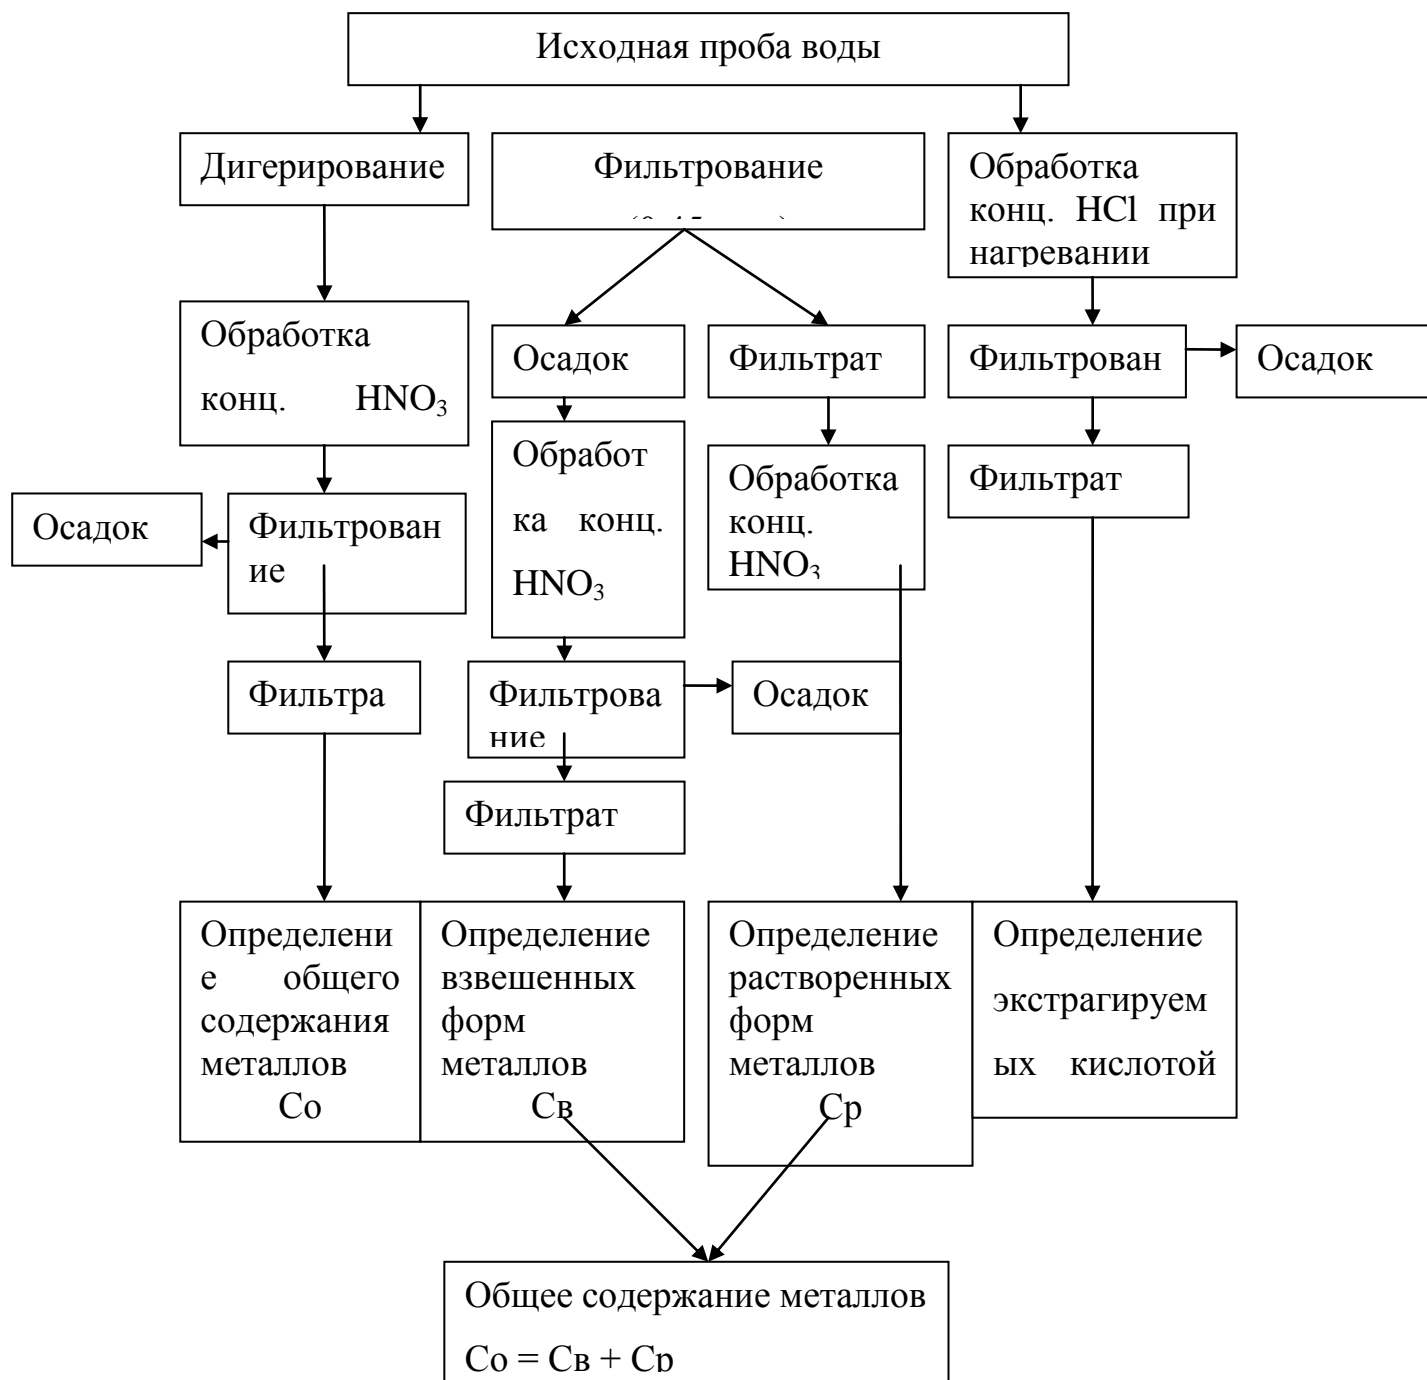 Исходная проба воды
Дигерирование
Фильтрование
Обработка
конц. HCl при
нагревании
Обработка
конц. HNO₃
Осадок
Фильтрат
Фильтрован
Осадок
Обработ
ка конц.
HNO₃
Обработка
конц.
HNO₃
Фильтрат
Осадок
Фильтрован
ие
Фильтра
Фильтрова
ние
Осадок
Фильтрат
Определени
е общего
содержания
металлов
Со
Определение
взвешенных
форм
металлов
Св
Определение
растворенных
форм
металлов
Ср
Определение
экстрагируем
ых кислотой
Общее содержание металлов
Со = Св + Ср